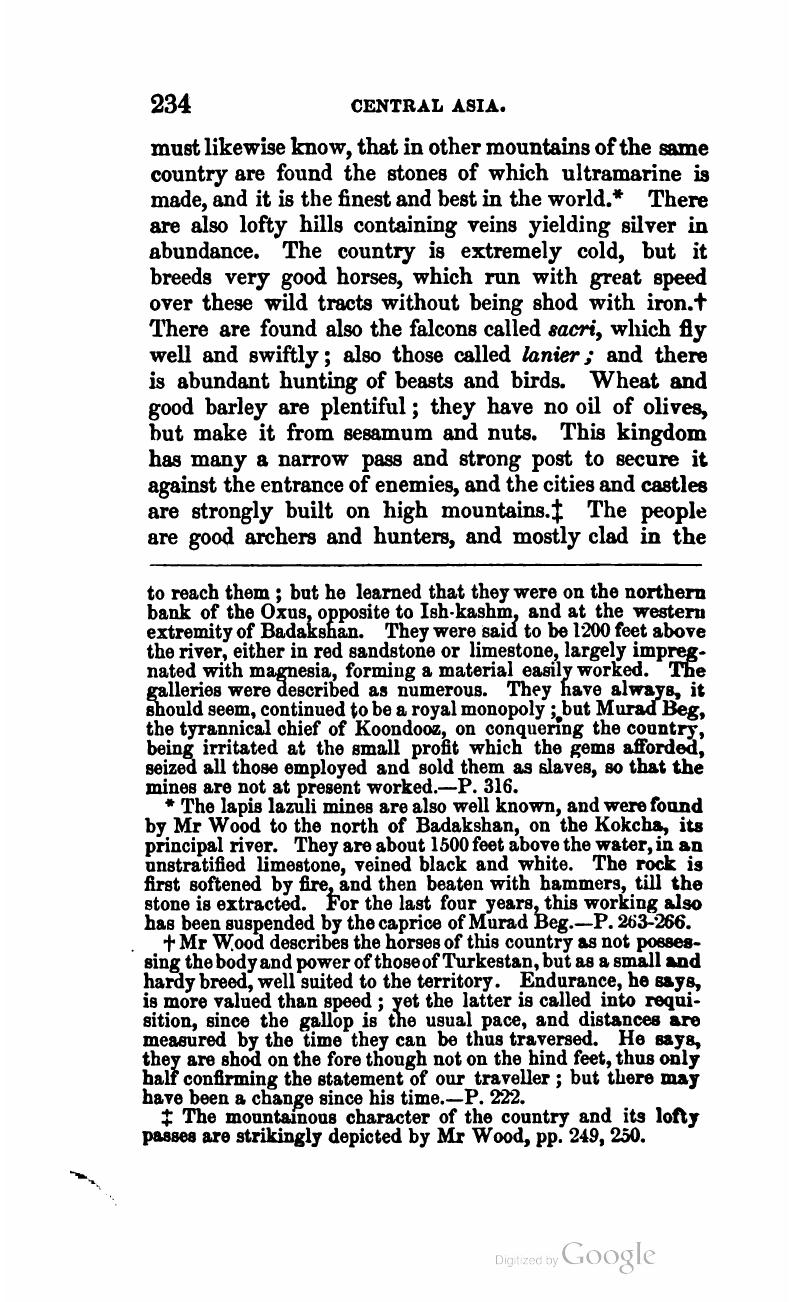 234 CENTRAL ASIA.
must likewise know, that in other mountains of the same
country are found the stones of which ultramarine is
made, and it is the finest and best in the world.* There
are also lofty hills containing veins yielding silver in
abundance. The country is extremely cold, but it
breeds very good horses, which run with great speed
over these wild tracts without being shod with iron.†
There are found also the falcons called sacri, which fly
well and swiftly ; also those called lanier ; and there
is abundant hunting of beasts and birds. Wheat and
good barley are plentiful ; they have no oil of olives,
but make it from sesamum and nuts. This kingdom
has many a narrow pass and strong post to secure it
against the entrance of enemies, and the cities and castles
are strongly built on high mountains.‡ The people
are good archers and hunters, and mostly clad in the
to reach them ; but he learned that they were on the northern
bank of the Oxus, opposite to Ish-kashm, and at the western
extremity of Badakshan. They were said to be 1200 feet above
the river, either in red sandstone or limestone, largely impreg-
nated with magnesia, forming a material easily worked. The
galleries were described as numerous. They have always, it
should seem, continued to be a royal monopoly ; but Murad Beg,
the tyrannical chief of Koondooz, on conquering the country,
being irritated at the small profit which the gems afforded,
seized all those employed and sold them as slaves, so that the
mines are not at present worked.—P. 316.
* The lapis lazuli mines are also well known, and were found
by Mr Wood to the north of Badakshan, on the Kokcha, its
principal river. They are about 1500 feet above the water, in an
unstratified limestone, veined black and white. The rock is
first softened by fire, and then beaten with hammers, till the
stone is extracted. For the last four years, this working also
has been suspended by the caprice of Murad Beg.—P. 263-266.
† Mr Wood describes the horses of this country as not posses-
sing the body and power of those of Turkestan, but as a small and
hardy breed, well suited to the territory. Endurance, he says,
is more valued than speed ; yet the latter is called into requi-
sition, since the gallop is the usual pace, and distances are
measured by the time they can be thus traversed. He says,
they are shod on the fore though not on the hind feet, thus only
half confirming the statement of our traveller ; but there may
have been a change since his time.—P. 222.
‡ The mountainous character of the country and its lofty
passes are strikingly depicted by Mr Wood, pp. 249, 250.
Digitized by Google